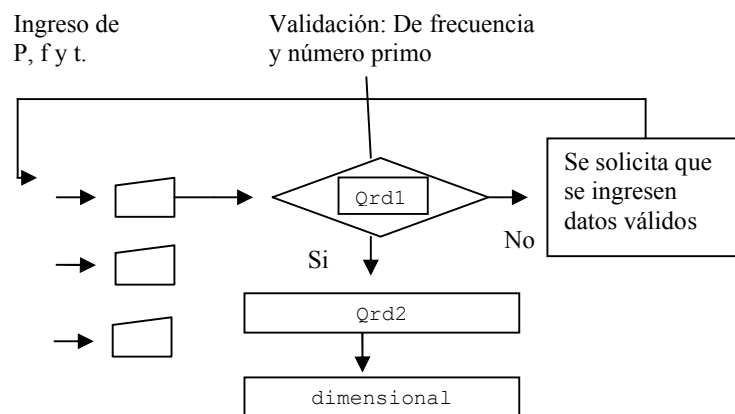 Ingreso de
P, f y t.
Validación: De frecuencia
y número primo
Qrd1
Se solicita que
se ingresen
datos válidos
No
Si
Qrd2
dimensional